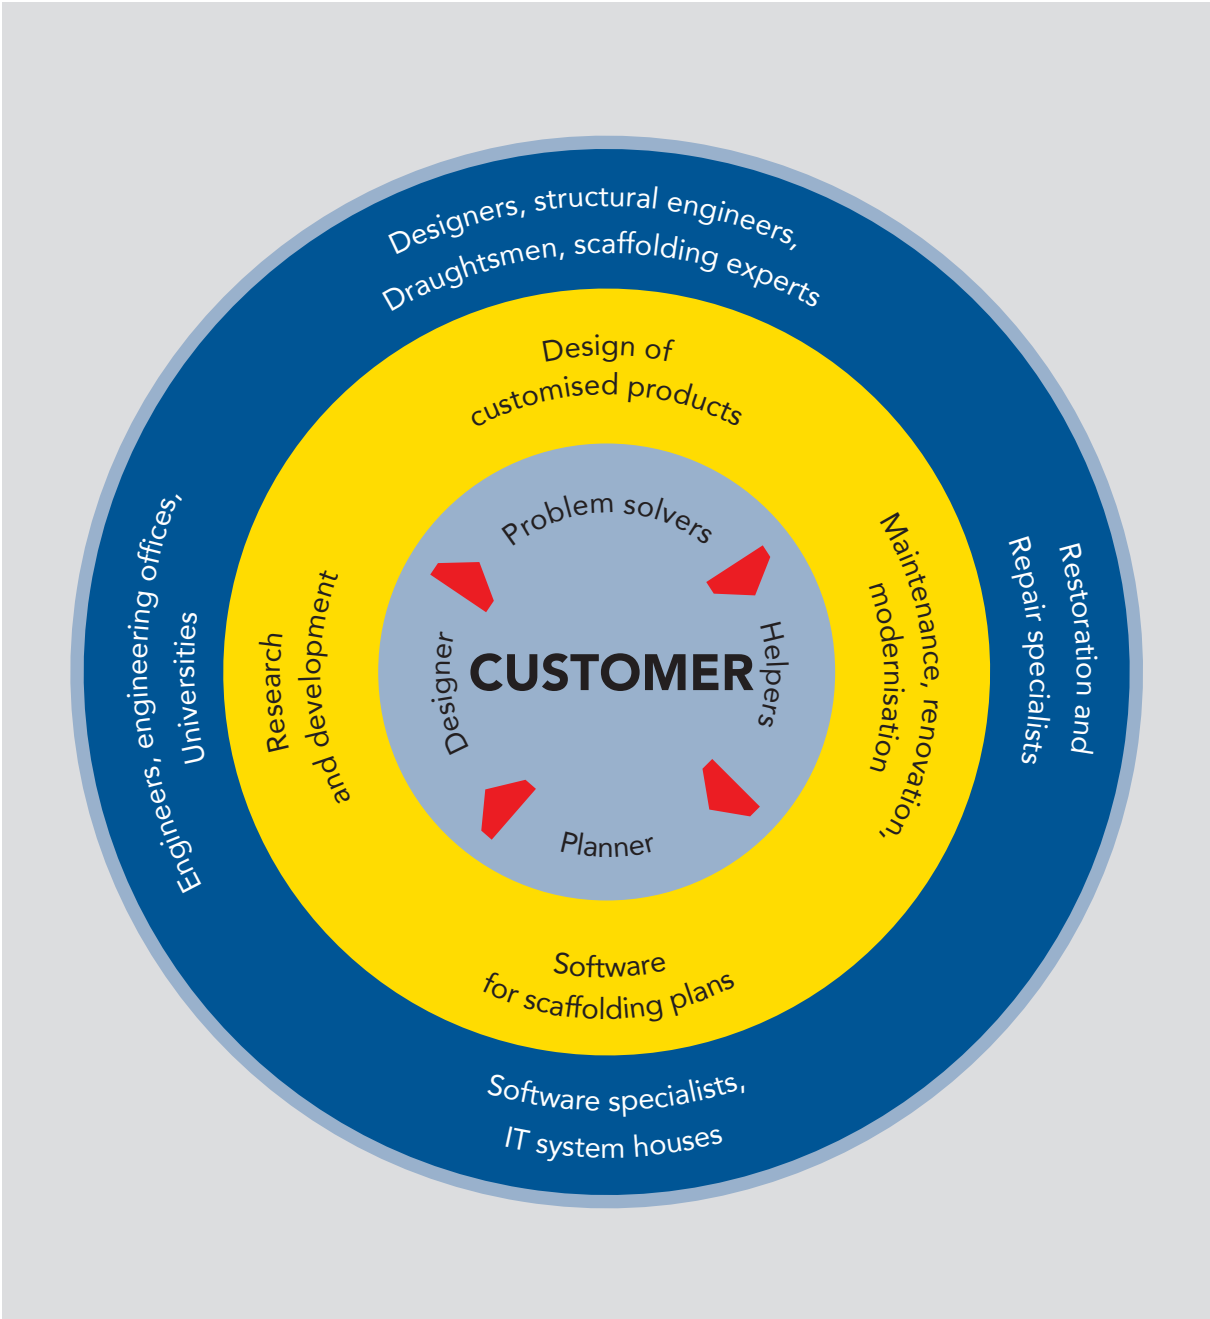 Designers, structural engineers,
Draughtsmen, scaffolding experts
Design of
customised products
Problem solvers
Engineers, engineering offices,
Universities
Research
and development
Designer
CUSTOMER
Helpers
Maintenance, renovation,
modernisation
Restoration and
Repair specialists
Planner
Software
for scaffolding plans
Software specialists,
IT system houses